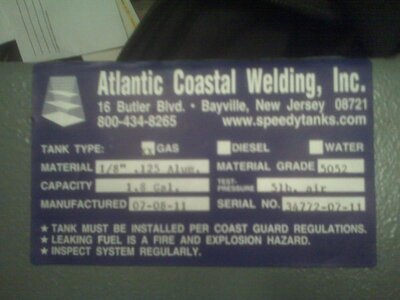 Atlantic Coastal Welding, Inc.
16 Butler Blvd. • Bayville, New Jersey 08721
800-434-8265 www.speedytanks.com
TANK TYPE: GAS DIESEL WATER
MATERIAL 1/8" .125 Alum. MATERIAL GRADE 5052
CAPACITY 1.8 Gal. TEST-PRESSURE 5lb. air
MANUFACTURED 07-08-11 SERIAL NO. 34772-07-11
★ TANK MUST BE INSTALLED PER COAST GUARD REGULATIONS.
★ LEAKING FUEL IS A FIRE AND EXPLOSION HAZARD.
★ INSPECT SYSTEM REGULARLY.